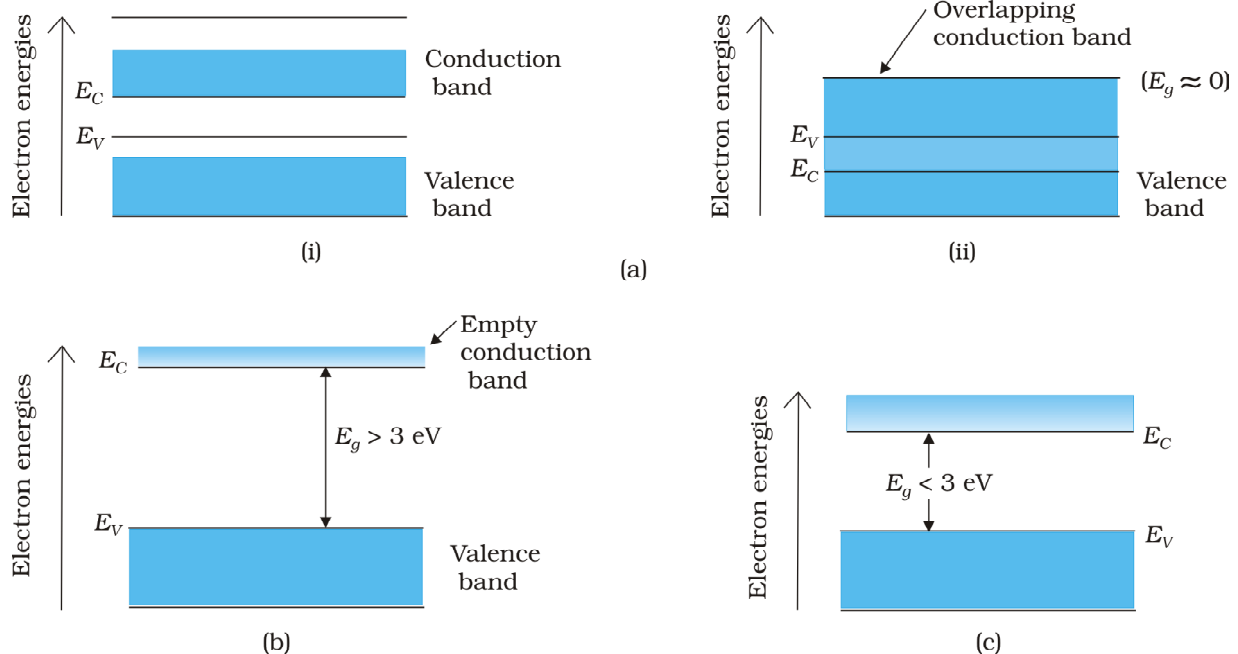 Electron energies
Conduction
band
E_C
E_V
Valence
band
(i)
Electron energies
Overlapping
conduction band
(E_g ≈ 0)
E_V
E_C
Valence
band
(ii)
(a)
Electron energies
Empty
conduction
band
E_C
E_g > 3 eV
E_V
Valence
band
(b)
Electron energies
E_C
E_g < 3 eV
E_V
(c)